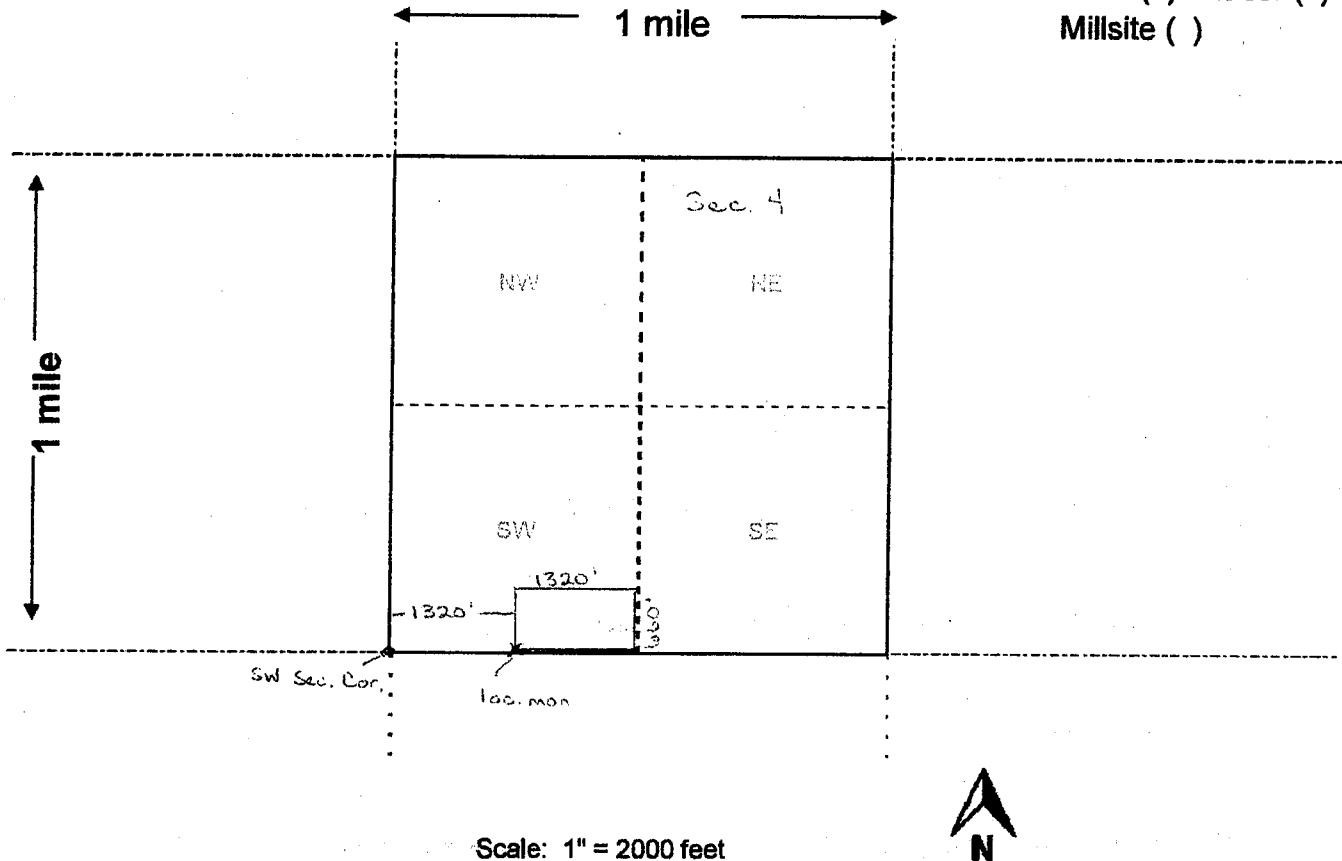 1 mile
Millsite ( )
Sec. 4
NW
NE
1 mile
SW
SE
1320'
1320'
660'
SW Sec. Cor.
loc. mon
Scale: 1" = 2000 feet
N